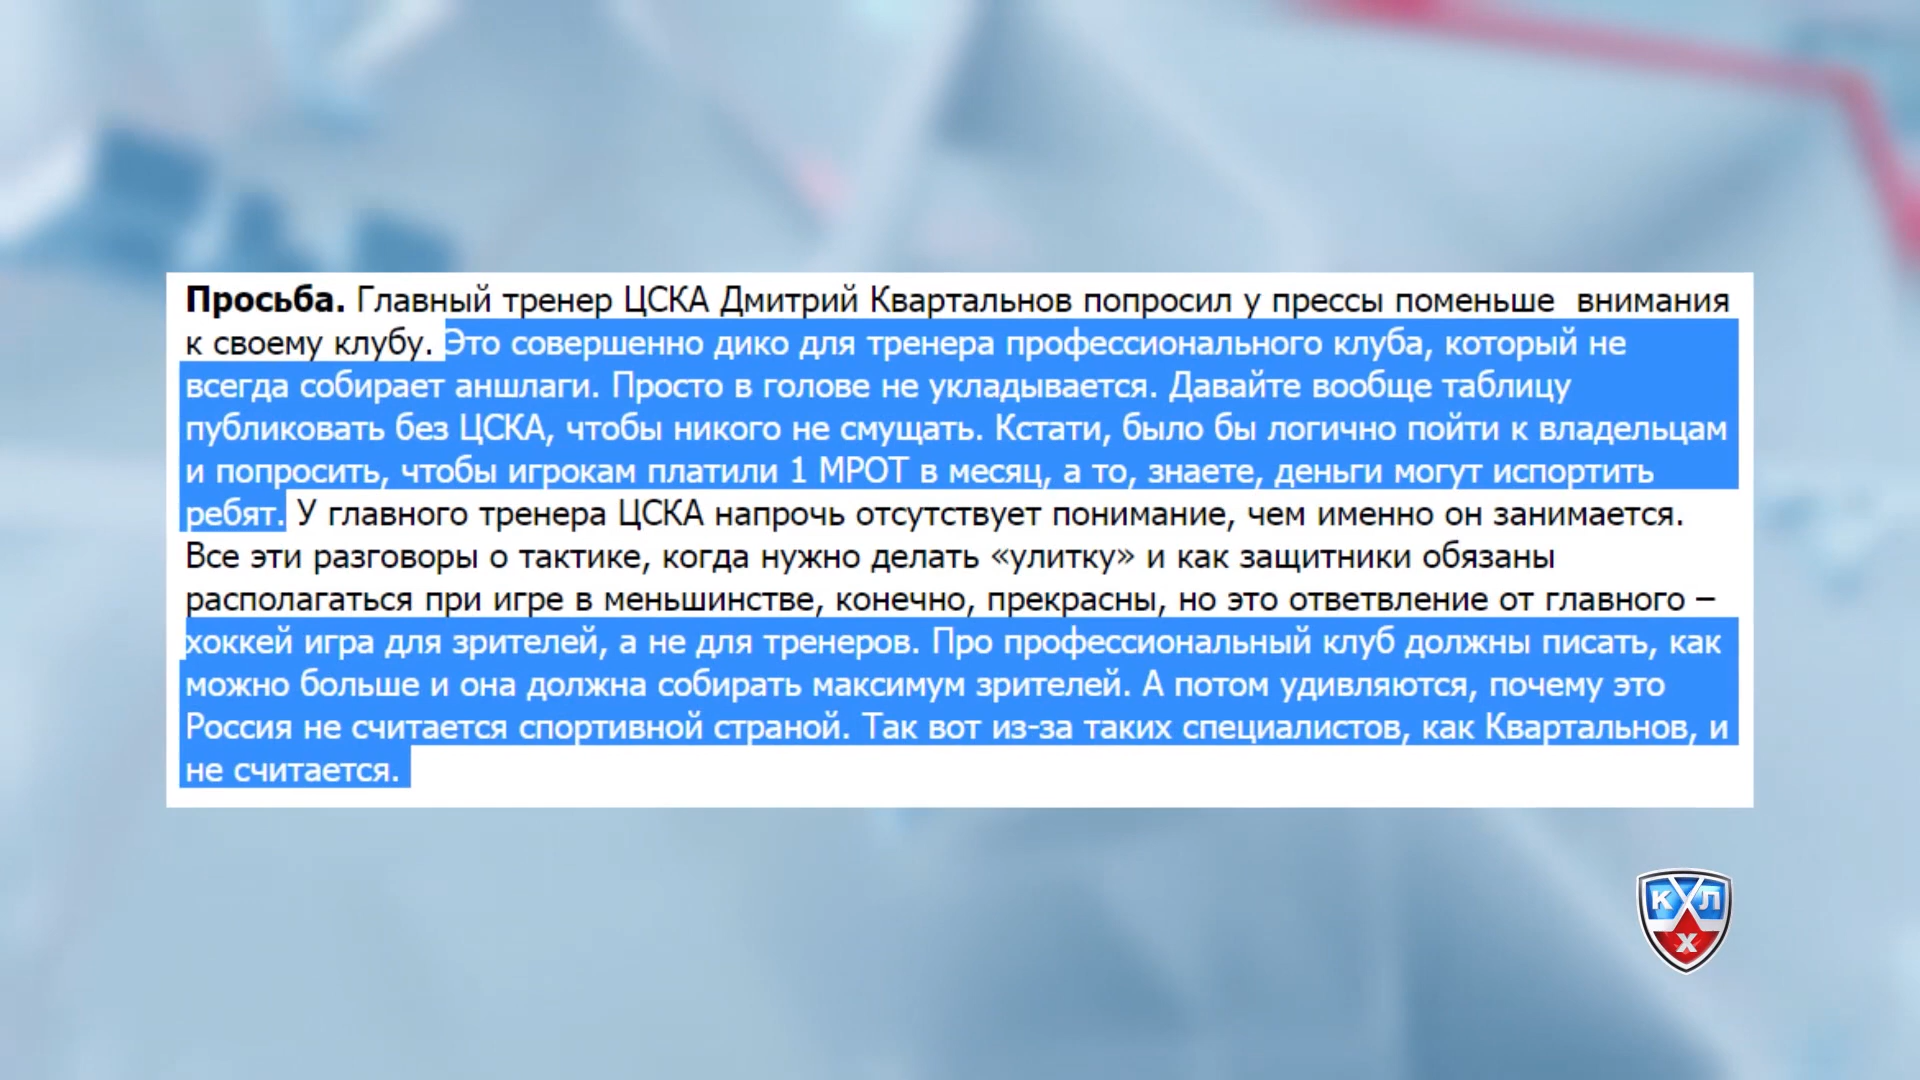 Просьба. Главный тренер ЦСКА Дмитрий Квартальнов попросил у прессы поменьше внимания
к своему клубу. Это совершенно дико для тренера профессионального клуба, который не
всегда собирает аншлаги. Просто в голове не укладывается. Давайте вообще таблицу
публиковать без ЦСКА, чтобы никого не смущать. Кстати, было бы логично пойти к владельцам
и попросить, чтобы игрокам платили 1 МРОТ в месяц, а то, знаете, деньги могут испортить
ребят. У главного тренера ЦСКА напрочь отсутствует понимание, чем именно он занимается.
Все эти разговоры о тактике, когда нужно делать «улитку» и как защитники обязаны
располагаться при игре в меньшинстве, конечно, прекрасны, но это ответвление от главного –
хоккей игра для зрителей, а не для тренеров. Про профессиональный клуб должны писать, как
можно больше и она должна собирать максимум зрителей. А потом удивляются, почему это
Россия не считается спортивной страной. Так вот из-за таких специалистов, как Квартальнов, и
не считается.
КХЛ